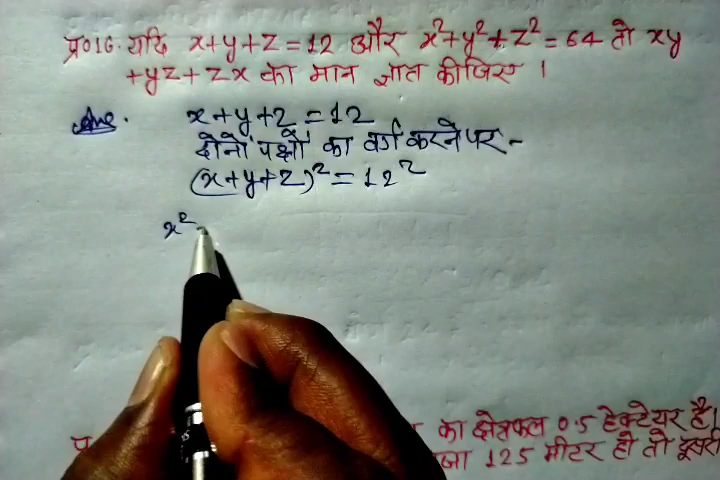 प्र016. यदि x+y+z=12 और x²+y²+z²=64 तो xy
+yz+zx का मान ज्ञात कीजिए ।
Ans. x+y+z=12
दोनों पक्षों का वर्ग करने पर -
(x+y+z)²=12²
x²
का क्षेत्रफल 0.5 हेक्टेयर है।
125 मीटर हो तो दूसरी